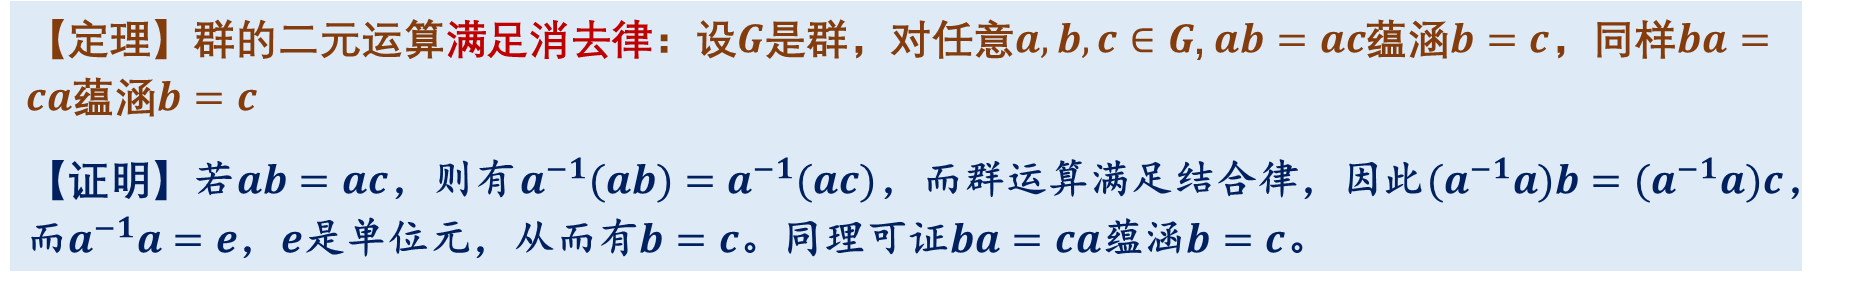 【定理】群的二元运算满足消去律：设G是群，对任意a, b, c ∈ G, ab = ac蕴涵b = c，同样ba =
ca蕴涵b = c
【证明】若ab = ac，则有a⁻¹(ab) = a⁻¹(ac)，而群运算满足结合律，因此(a⁻¹a)b = (a⁻¹a)c，
而a⁻¹a = e，e是单位元，从而有b = c。同理可证ba = ca蕴涵b = c。